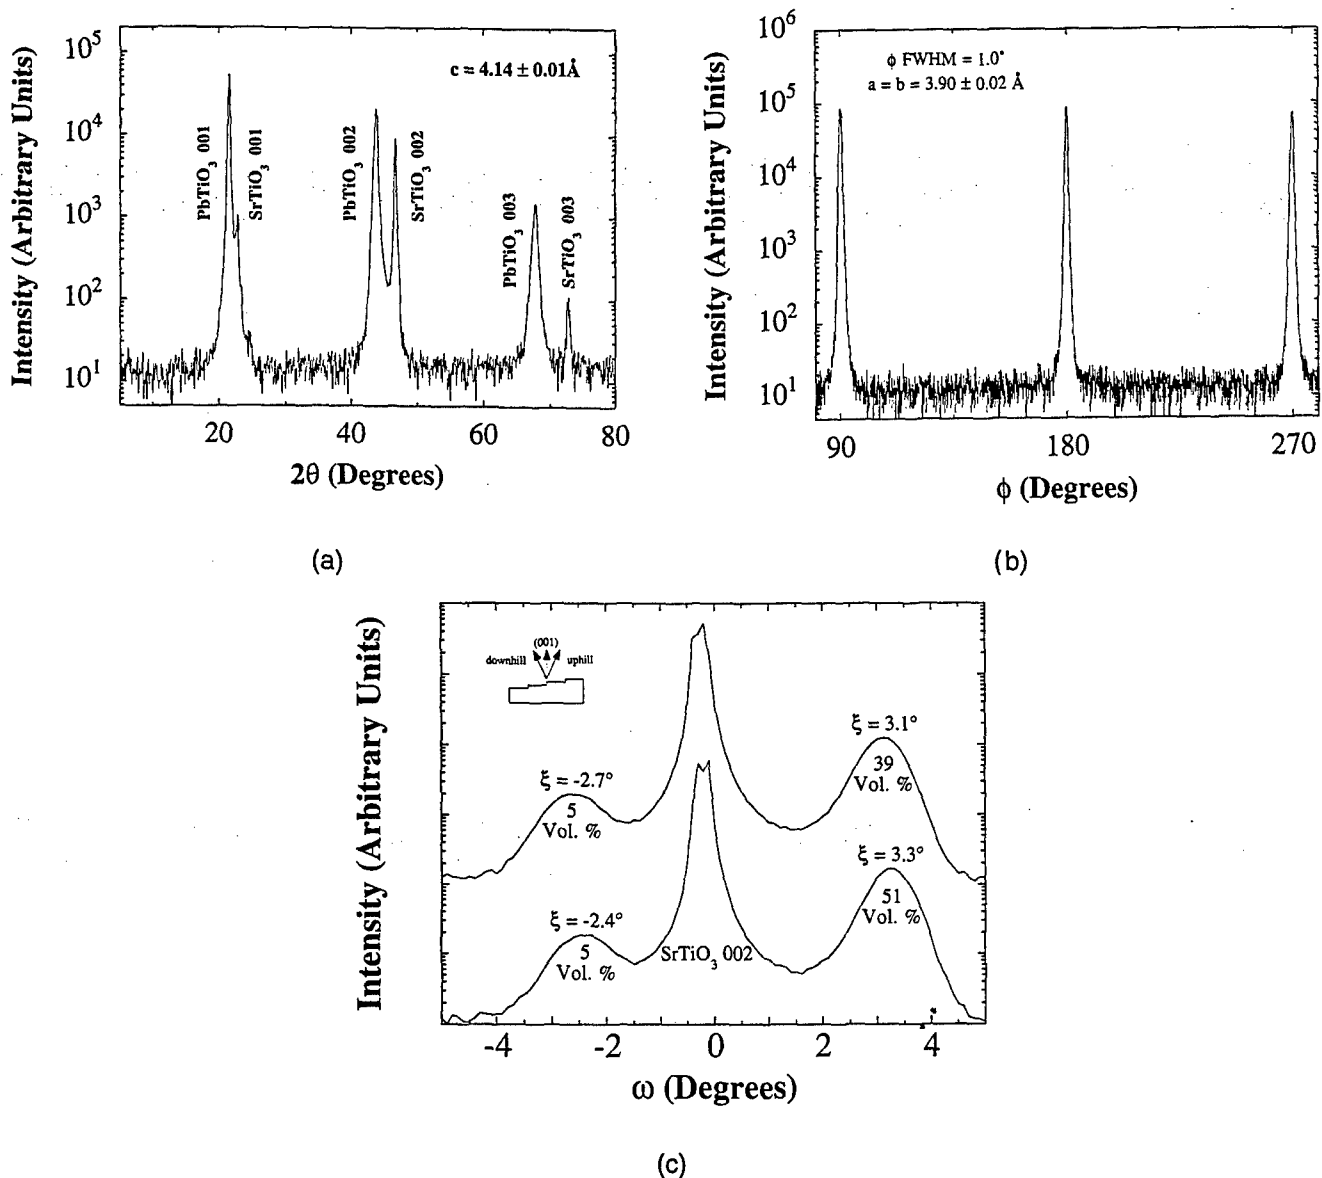 Intensity (Arbitrary Units)
10^5
10^4
10^3
10^2
10^1
c = 4.14 ± 0.01Å
PbTiO3 001
SrTiO3 001
PbTiO3 002
SrTiO3 002
PbTiO3 003
SrTiO3 003
20 40 60 80
2θ (Degrees)
(a)
Intensity (Arbitrary Units)
10^6
10^5
10^4
10^3
10^2
10^1
ϕ FWHM = 1.0°
a = b = 3.90 ± 0.02 Å
90 180 270
ϕ (Degrees)
(b)
Intensity (Arbitrary Units)
(001)
downhill uphill
ξ = 3.1°
39
Vol. %
ξ = -2.7°
5
Vol. %
ξ = 3.3°
51
Vol. %
ξ = -2.4°
5
Vol. %
SrTiO3 002
-4 -2 0 2 4
ω (Degrees)
(c)